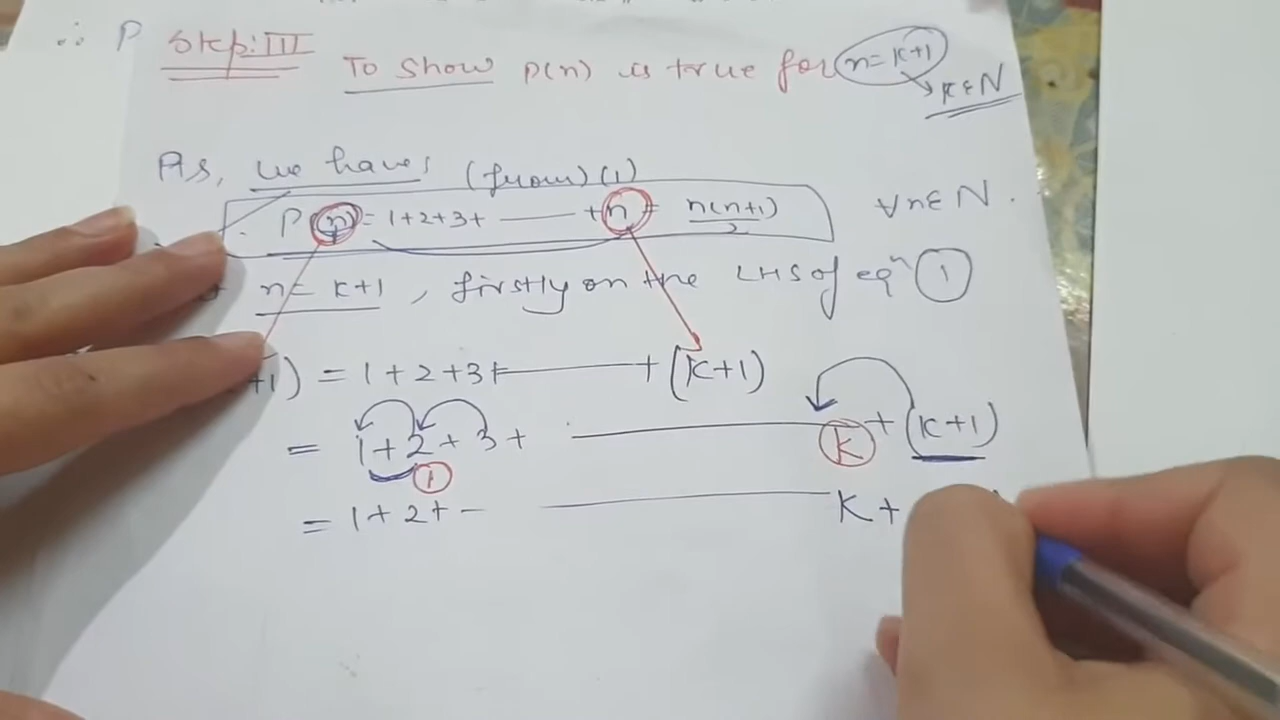 ∴ P Step:III
To show P(n) is true for n=k+1
k∈N
As, we have, (from) (1)
P(n)= 1+2+3+ —— +n = n(n+1)/2 ∀n∈N.
n= k+1, firstly on the LHS of eqⁿ 1
+1) = 1+2+3+ ——— + (k+1)
= 1+2+3+ ——— k + (k+1)
1
= 1+2+- ——— k+